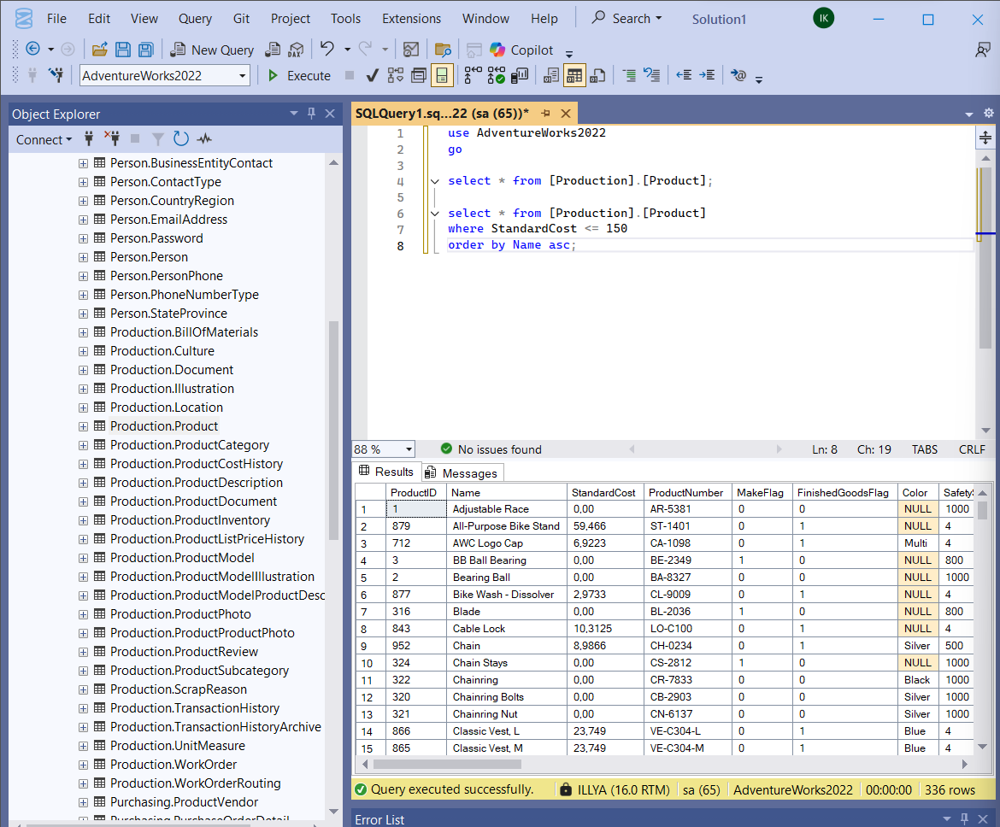 File Edit View Query Git Project Tools Extensions Window Help Search Solution1 IK
New Query DAX Copilot
AdventureWorks2022 Execute
Object Explorer
Connect
Person.BusinessEntityContact
Person.ContactType
Person.CountryRegion
Person.EmailAddress
Person.Password
Person.Person
Person.PersonPhone
Person.PhoneNumberType
Person.StateProvince
Production.BillOfMaterials
Production.Culture
Production.Document
Production.Illustration
Production.Location
Production.Product
Production.ProductCategory
Production.ProductCostHistory
Production.ProductDescription
Production.ProductDocument
Production.ProductInventory
Production.ProductListPriceHistory
Production.ProductModel
Production.ProductModelIllustration
Production.ProductModelProductDesc
Production.ProductPhoto
Production.ProductProductPhoto
Production.ProductReview
Production.ProductSubcategory
Production.ScrapReason
Production.TransactionHistory
Production.TransactionHistoryArchive
Production.UnitMeasure
Production.WorkOrder
Production.WorkOrderRouting
Purchasing.ProductVendor
Purchasing.PurchaseOrderDetail
SQLQuery1.sq...22 (sa (65))*
1 use AdventureWorks2022
2 go
3
4 select * from [Production].[Product];
5
6 select * from [Production].[Product]
7 where StandardCost <= 150
8 order by Name asc;
88 % No issues found Ln: 8 Ch: 19 TABS CRLF
Results Messages
ProductID Name StandardCost ProductNumber MakeFlag FinishedGoodsFlag Color SafetyS
1 1 Adjustable Race 0,00 AR-5381 0 0 NULL 1000
2 879 All-Purpose Bike Stand 59,466 ST-1401 0 1 NULL 4
3 712 AWC Logo Cap 6,9223 CA-1098 0 1 Multi 4
4 3 BB Ball Bearing 0,00 BE-2349 1 0 NULL 800
5 2 Bearing Ball 0,00 BA-8327 0 0 NULL 1000
6 877 Bike Wash - Dissolver 2,9733 CL-9009 0 1 NULL 4
7 316 Blade 0,00 BL-2036 1 0 NULL 800
8 843 Cable Lock 10,3125 LO-C100 0 1 NULL 4
9 952 Chain 8,9866 CH-0234 0 1 Silver 500
10 324 Chain Stays 0,00 CS-2812 1 0 NULL 1000
11 322 Chainring 0,00 CR-7833 0 0 Black 1000
12 320 Chainring Bolts 0,00 CB-2903 0 0 Silver 1000
13 321 Chainring Nut 0,00 CN-6137 0 0 Silver 1000
14 866 Classic Vest, L 23,749 VE-C304-L 0 1 Blue 4
15 865 Classic Vest, M 23,749 VE-C304-M 0 1 Blue 4
Query executed successfully. ILLYA (16.0 RTM) sa (65) AdventureWorks2022 00:00:00 336 rows
Error List